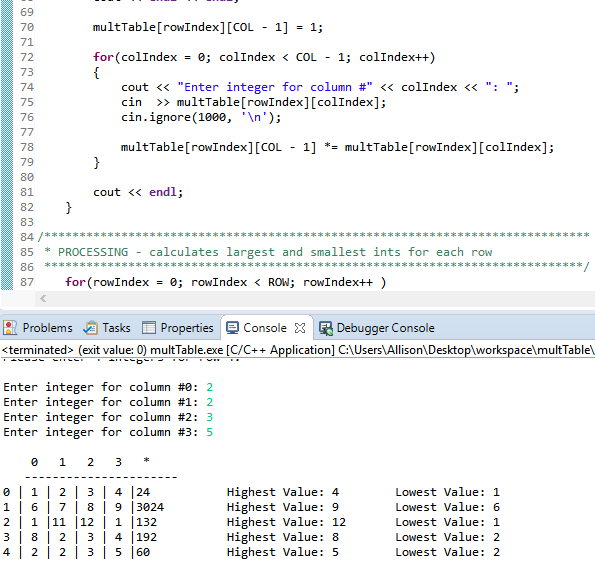 69
70 multTable[rowIndex][COL - 1] = 1;
71
72 for(colIndex = 0; colIndex < COL - 1; colIndex++)
73 {
74 cout << "Enter integer for column #" << colIndex << ": ";
75 cin >> multTable[rowIndex][colIndex];
76 cin.ignore(1000, '\n');
77
78 multTable[rowIndex][COL - 1] *= multTable[rowIndex][colIndex];
79 }
80
81 cout << endl;
82 }
83
84 /******************************************************************************
85 * PROCESSING - calculates largest and smallest ints for each row
86 *****************************************************************************/
87 for(rowIndex = 0; rowIndex < ROW; rowIndex++ )
Problems Tasks Properties Console Debugger Console
<terminated> (exit value: 0) multTable.exe [C/C++ Application] C:\Users\Allison\Desktop\workspace\multTable\
Enter integer for column #0: 2
Enter integer for column #1: 2
Enter integer for column #2: 3
Enter integer for column #3: 5
0 1 2 3 *
----------------------
0 | 1 | 2 | 3 | 4 |24 Highest Value: 4 Lowest Value: 1
1 | 6 | 7 | 8 | 9 |3024 Highest Value: 9 Lowest Value: 6
2 | 1 |11 |12 | 1 |132 Highest Value: 12 Lowest Value: 1
3 | 8 | 2 | 3 | 4 |192 Highest Value: 8 Lowest Value: 2
4 | 2 | 2 | 3 | 5 |60 Highest Value: 5 Lowest Value: 2